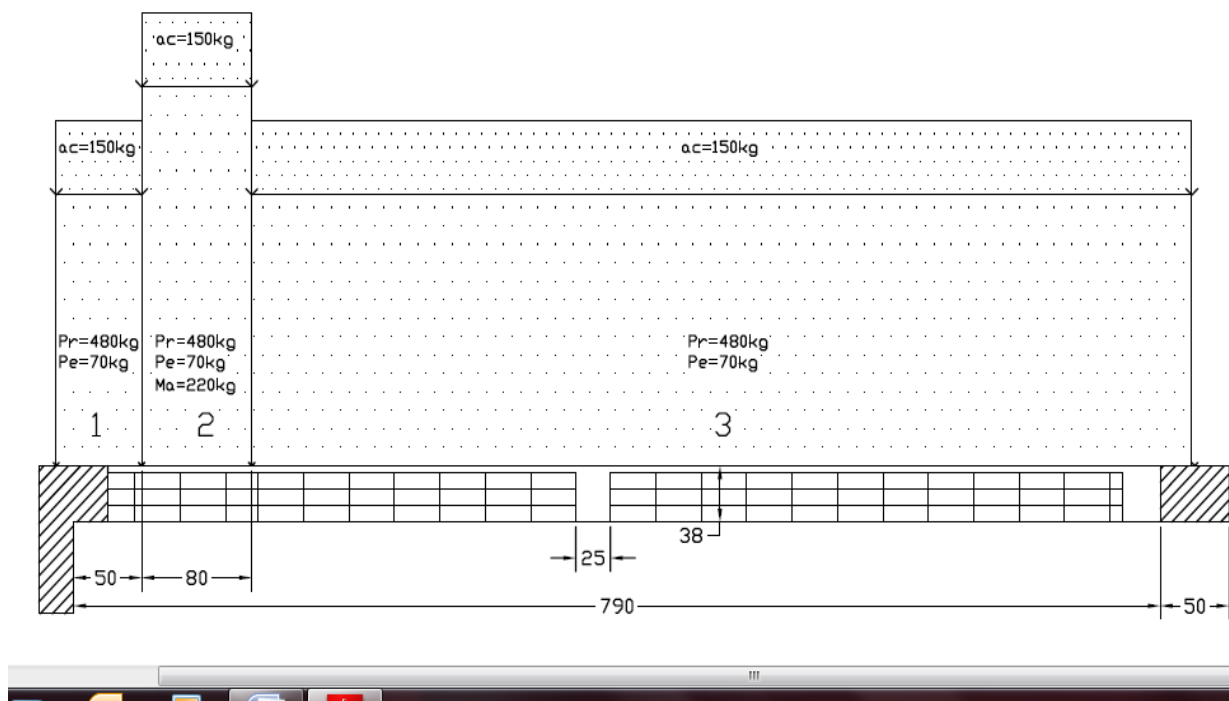 ac=150kg
ac=150kg
ac=150kg
Pr=480kg
Pe=70kg
Pr=480kg
Pe=70kg
Ma=220kg
Pr=480kg
Pe=70kg
1
2
3
38
25
50
80
790
50